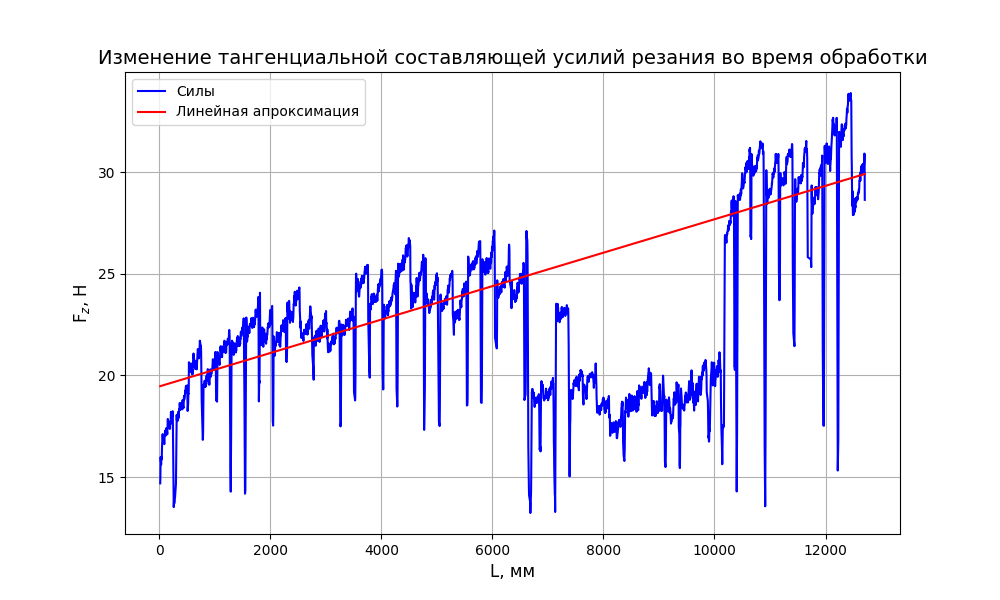 Изменение тангенциальной составляющей усилий резания во время обработки
Силы
Линейная апроксимация
30
25
20
15
F_z, Н
0 2000 4000 6000 8000 10000 12000
L, мм